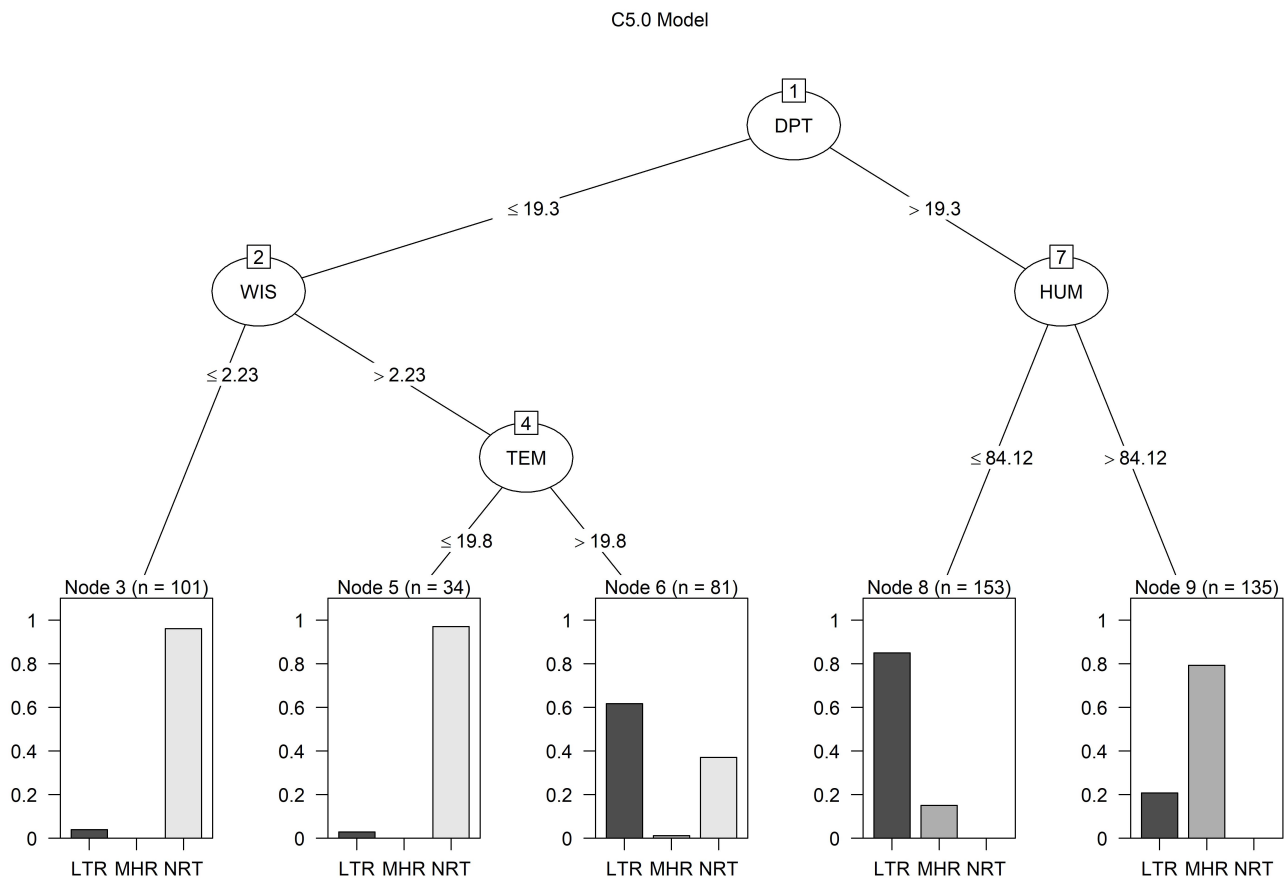 C5.0 Model
1
DPT
≤ 19.3
> 19.3
2
WIS
7
HUM
≤ 2.23
> 2.23
4
TEM
≤ 84.12
> 84.12
≤ 19.8
> 19.8
Node 3 (n = 101)
1
0.8
0.6
0.4
0.2
0
LTR MHR NRT
Node 5 (n = 34)
1
0.8
0.6
0.4
0.2
0
LTR MHR NRT
Node 6 (n = 81)
1
0.8
0.6
0.4
0.2
0
LTR MHR NRT
Node 8 (n = 153)
1
0.8
0.6
0.4
0.2
0
LTR MHR NRT
Node 9 (n = 135)
1
0.8
0.6
0.4
0.2
0
LTR MHR NRT